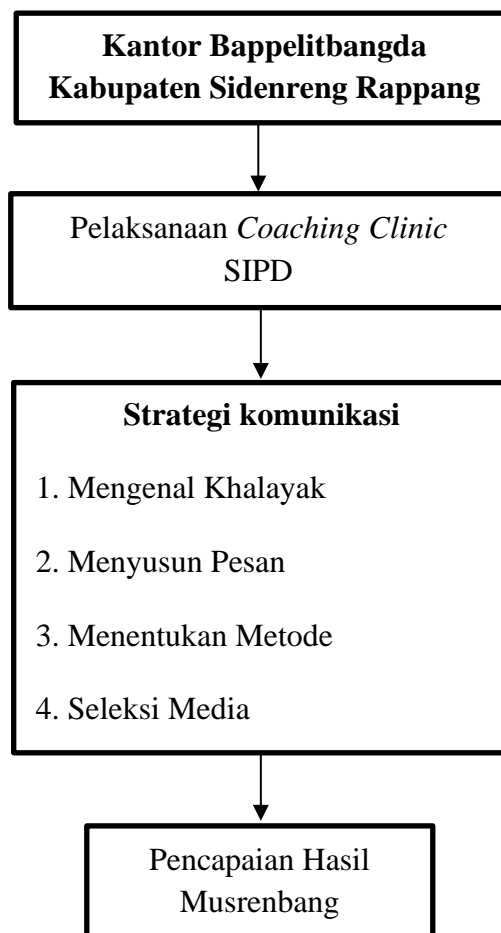 Kantor Bappelitbangda
Kabupaten Sidenreng Rappang
Pelaksanaan Coaching Clinic
SIPD
Strategi komunikasi
1. Mengenal Khalayak
2. Menyusun Pesan
3. Menentukan Metode
4. Seleksi Media
Pencapaian Hasil
Musrenbang